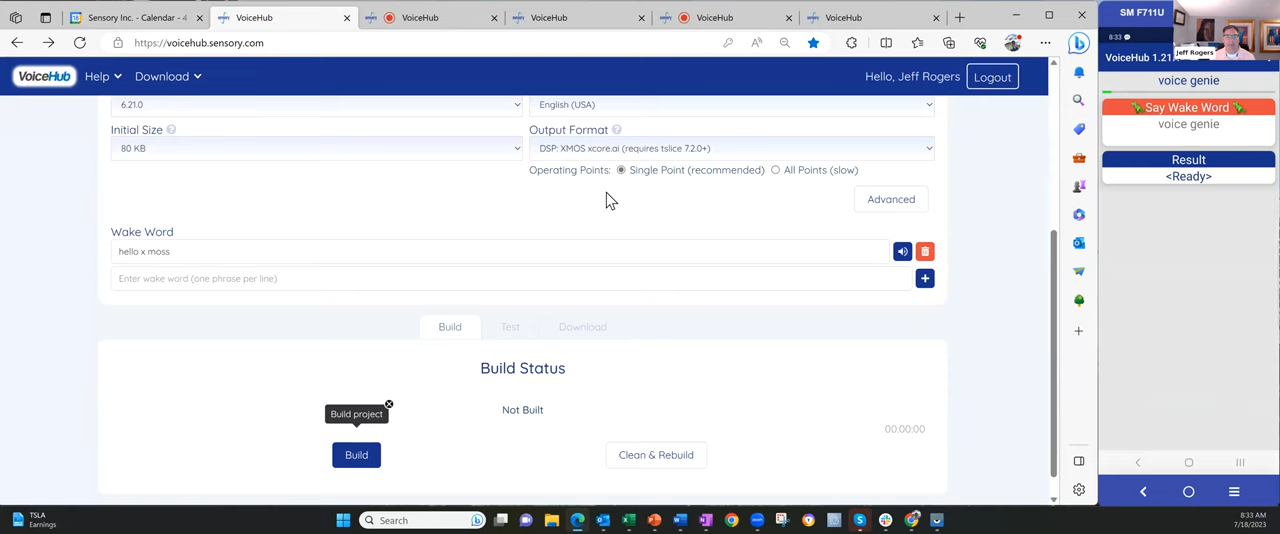 Sensory Inc. - Calendar - 4
VoiceHub
VoiceHub
VoiceHub
VoiceHub
VoiceHub
https://voicehub.sensory.com
VoiceHub
Help
Download
Hello, Jeff Rogers
Logout
6.21.0
English (USA)
Initial Size
Output Format
80 KB
DSP: XMOS xcore.ai (requires tslice 7.2.0+)
Operating Points:
Single Point (recommended)
All Points (slow)
Advanced
Wake Word
hello x moss
Enter wake word (one phrase per line)
Build
Test
Download
Build Status
Not Built
Build project
00:00:00
Build
Clean & Rebuild
TSLA
Earnings
Search
8:33 AM
7/18/2023
SM F711U
8:33
Jeff Rogers
VoiceHub 1.21
voice genie
Say Wake Word
voice genie
Result
<Ready>